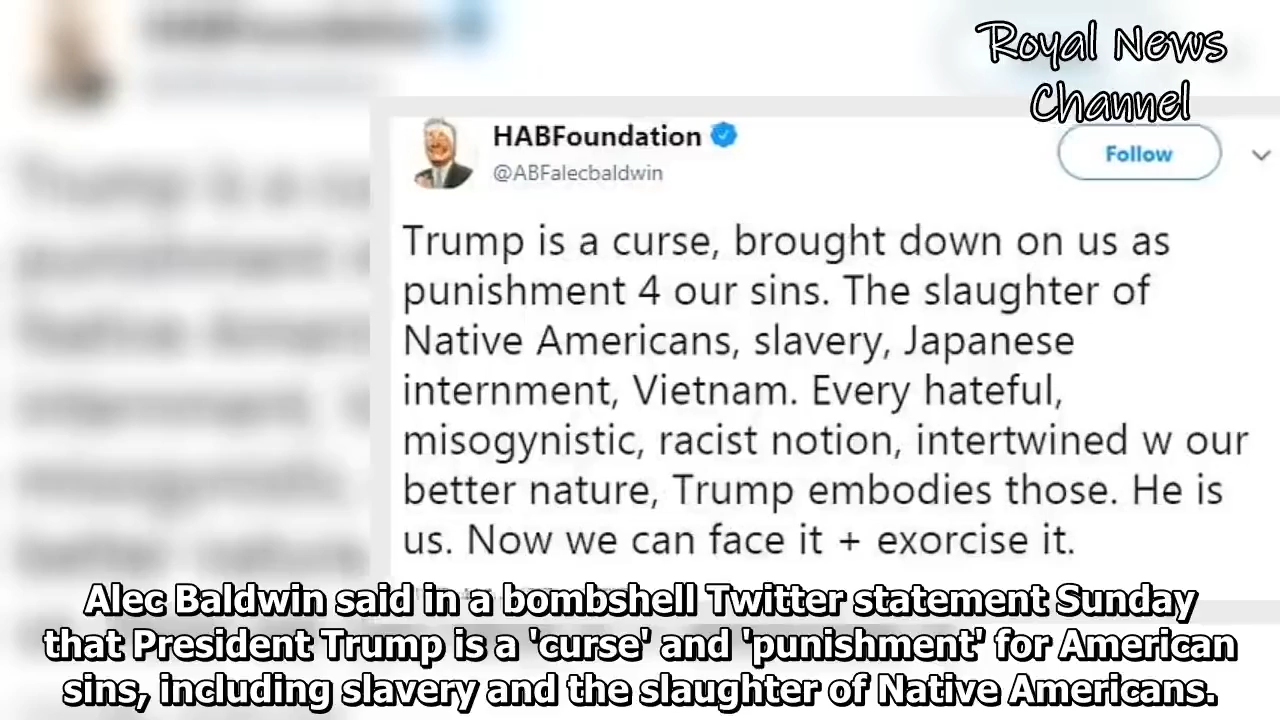 Royal News
Channel
HABFoundation
@ABFalecbaldwin
Follow
Trump is a curse, brought down on us as
punishment 4 our sins. The slaughter of
Native Americans, slavery, Japanese
internment, Vietnam. Every hateful,
misogynistic, racist notion, intertwined w our
better nature, Trump embodies those. He is
us. Now we can face it + exorcise it.
Alec Baldwin said in a bombshell Twitter statement Sunday
that President Trump is a 'curse' and 'punishment' for American
sins, including slavery and the slaughter of Native Americans.